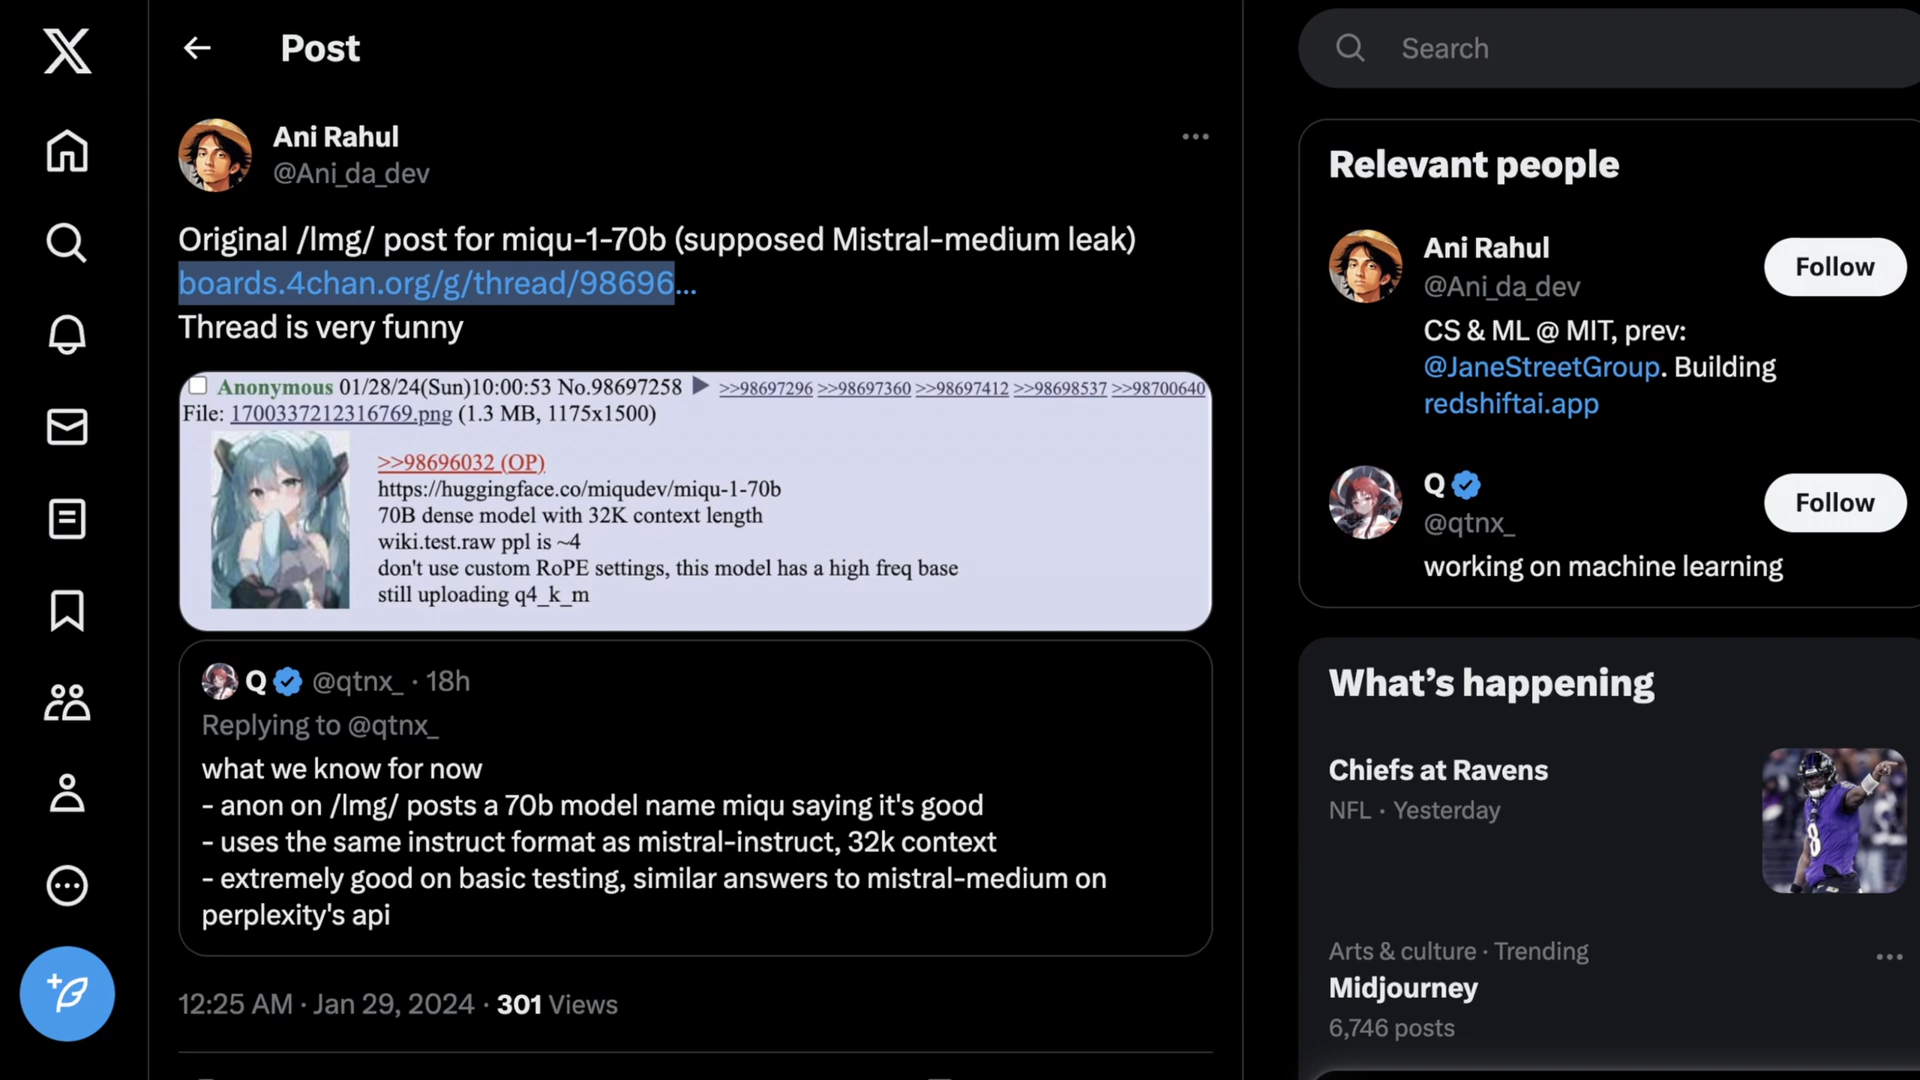 Post
Search
Ani Rahul
@Ani_da_dev
Original /lmg/ post for miqu-1-70b (supposed Mistral-medium leak)
boards.4chan.org/g/thread/98696…
Thread is very funny
Anonymous 01/28/24(Sun)10:00:53 No.98697258 ▶ >>98697296 >>98697360 >>98697412 >>98698537 >>98700640
File: 1700337212316769.png (1.3 MB, 1175x1500)
>>98696032 (OP)
https://huggingface.co/miqudev/miqu-1-70b
70B dense model with 32K context length
wiki.test.raw ppl is ~4
don't use custom RoPE settings, this model has a high freq base
still uploading q4_k_m
Q @qtnx_ · 18h
Replying to @qtnx_
what we know for now
- anon on /lmg/ posts a 70b model name miqu saying it's good
- uses the same instruct format as mistral-instruct, 32k context
- extremely good on basic testing, similar answers to mistral-medium on
perplexity's api
12:25 AM · Jan 29, 2024 · 301 Views
Relevant people
Ani Rahul
@Ani_da_dev
Follow
CS & ML @ MIT, prev:
@JaneStreetGroup. Building
redshiftai.app
Q
@qtnx_
Follow
working on machine learning
What's happening
Chiefs at Ravens
NFL · Yesterday
8
Arts & culture · Trending
Midjourney
6,746 posts